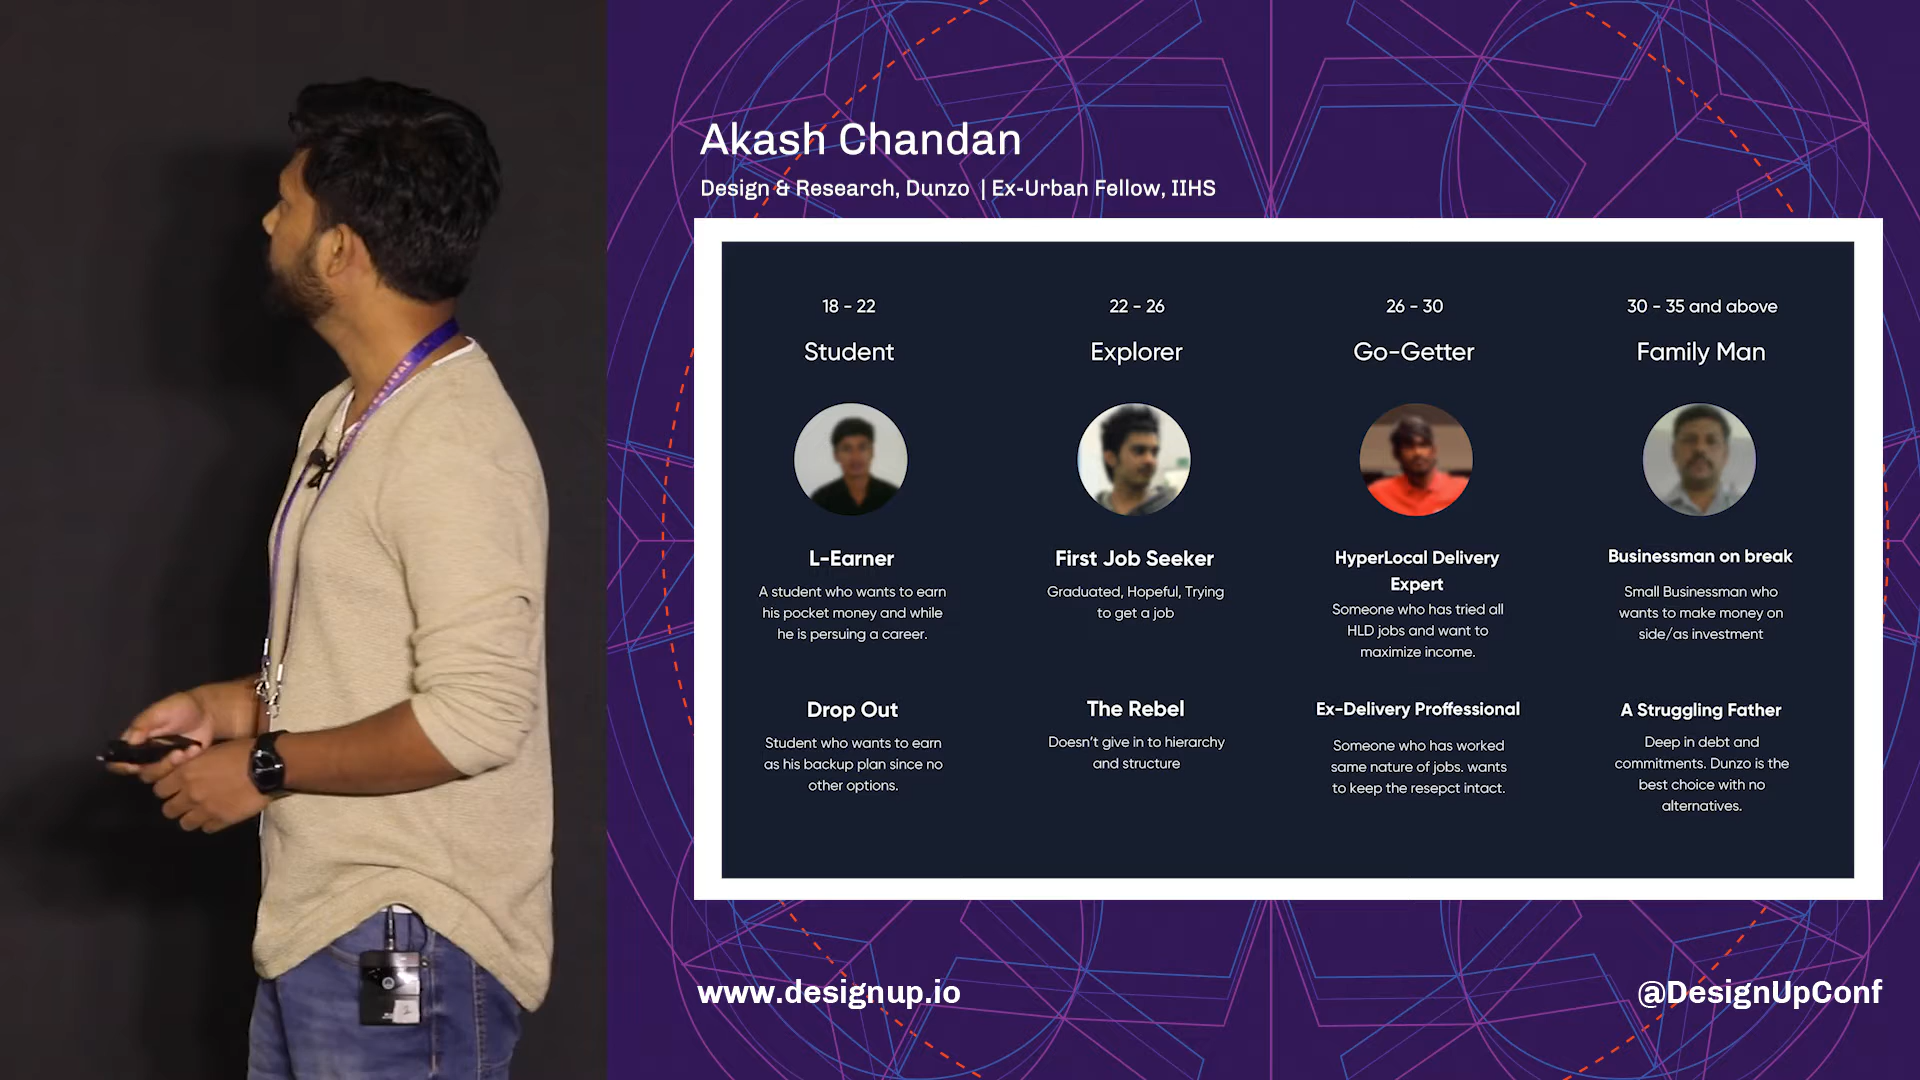 Akash Chandan
Design & Research, Dunzo | Ex-Urban Fellow, IIHS
18 - 22
Student
L-Earner
A student who wants to earn
his pocket money and while
he is persuing a career.
Drop Out
Student who wants to earn
as his backup plan since no
other options.
22 - 26
Explorer
First Job Seeker
Graduated, Hopeful, Trying
to get a job
The Rebel
Doesn't give in to hierarchy
and structure
26 - 30
Go-Getter
HyperLocal Delivery
Expert
Someone who has tried all
HLD jobs and want to
maximize income.
Ex-Delivery Proffessional
Someone who has worked
same nature of jobs. wants
to keep the resepct intact.
30 - 35 and above
Family Man
Businessman on break
Small Businessman who
wants to make money on
side/as investment
A Struggling Father
Deep in debt and
commitments. Dunzo is the
best choice with no
alternatives.
www.designup.io
@DesignUpConf